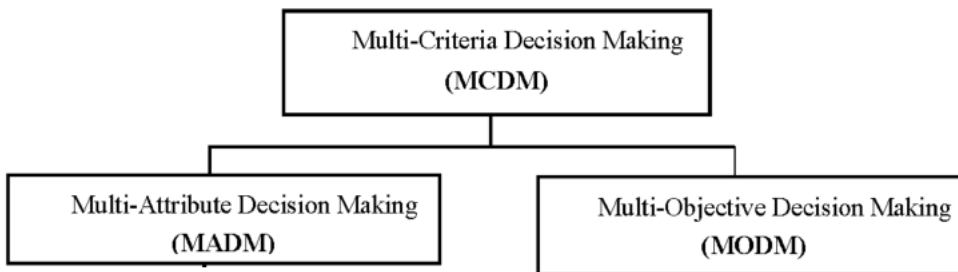 Multi-Criteria Decision Making
(MCDM)
Multi-Attribute Decision Making
(MADM)
Multi-Objective Decision Making
(MODM)